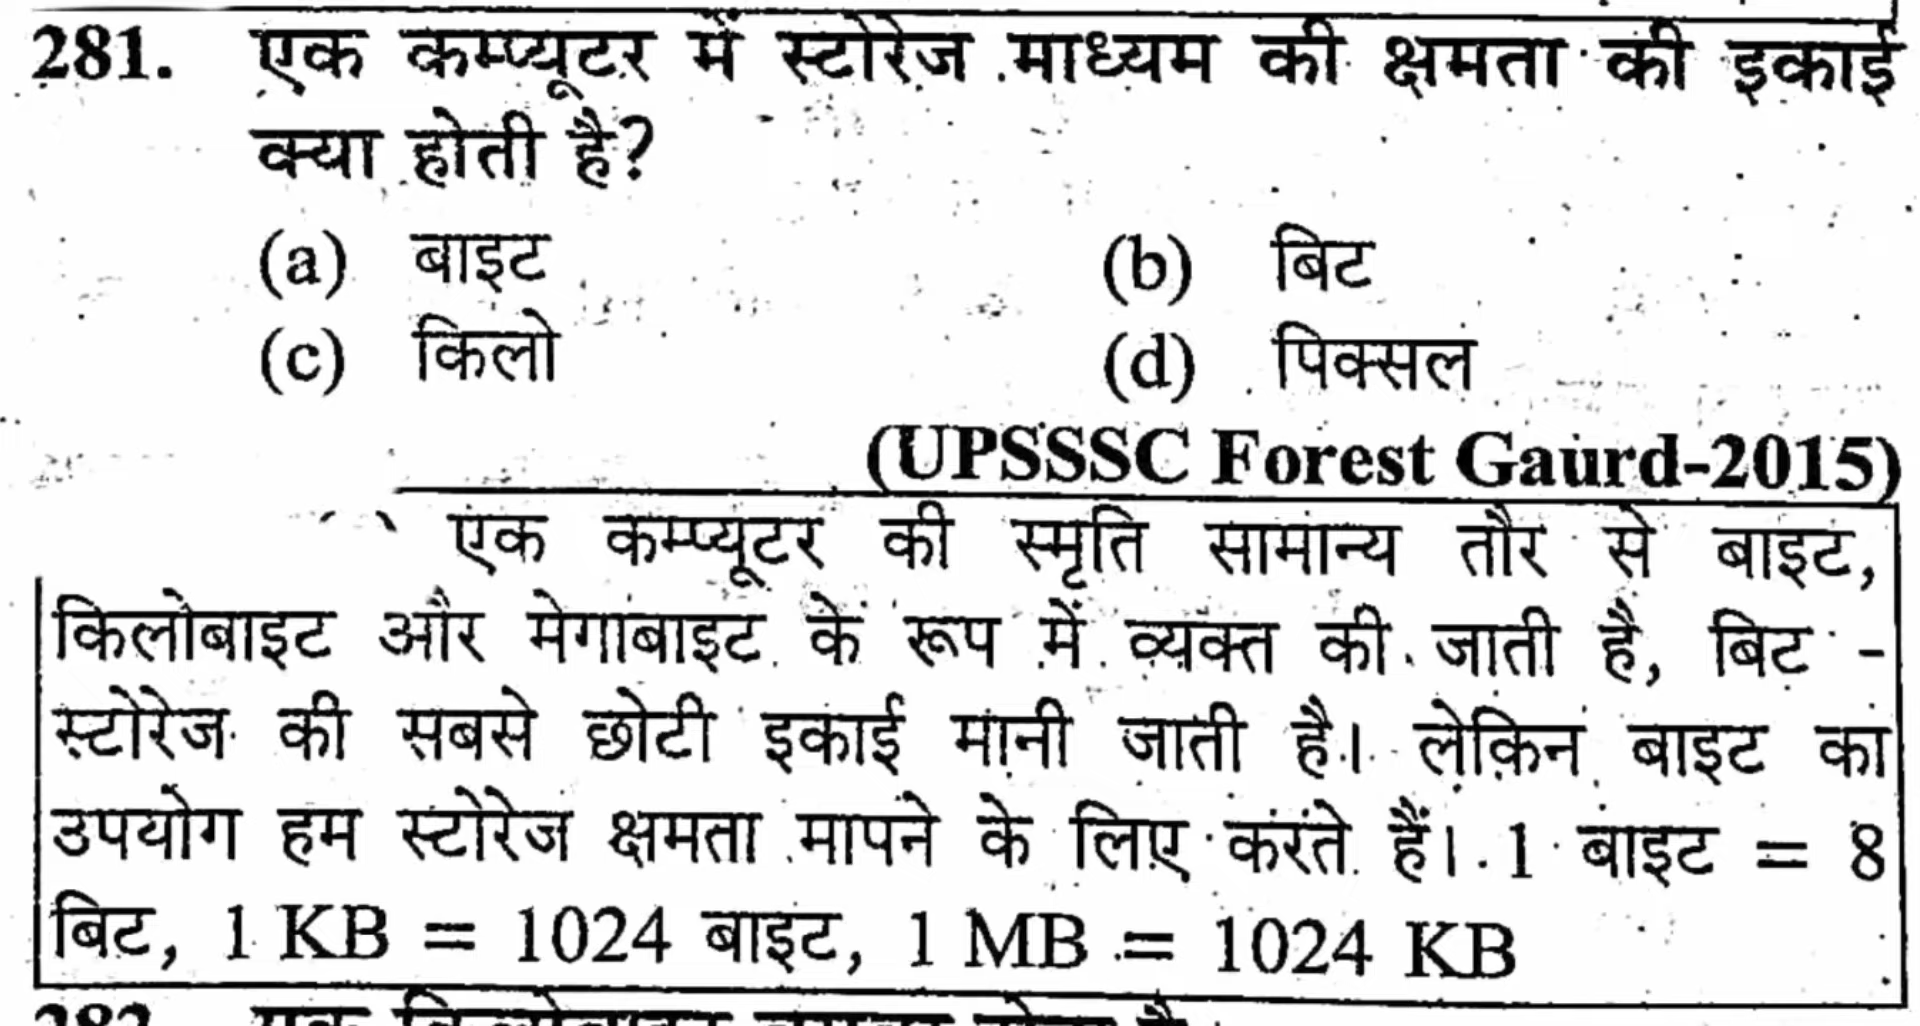 281. एक कम्प्यूटर में स्टोरेज माध्यम की क्षमता की इकाई
क्या होती है?
(a) बाइट (b) बिट
(c) किलो (d) पिक्सल
(UPSSSC Forest Gaurd-2015)
एक कम्प्यूटर की स्मृति सामान्य तौर से बाइट,
किलोबाइट और मेगाबाइट के रूप में व्यक्त की जाती है, बिट -
स्टोरेज की सबसे छोटी इकाई मानी जाती है। लेकिन बाइट का
उपयोग हम स्टोरेज क्षमता मापने के लिए करते हैं। 1 बाइट = 8
बिट, 1 KB = 1024 बाइट, 1 MB = 1024 KB